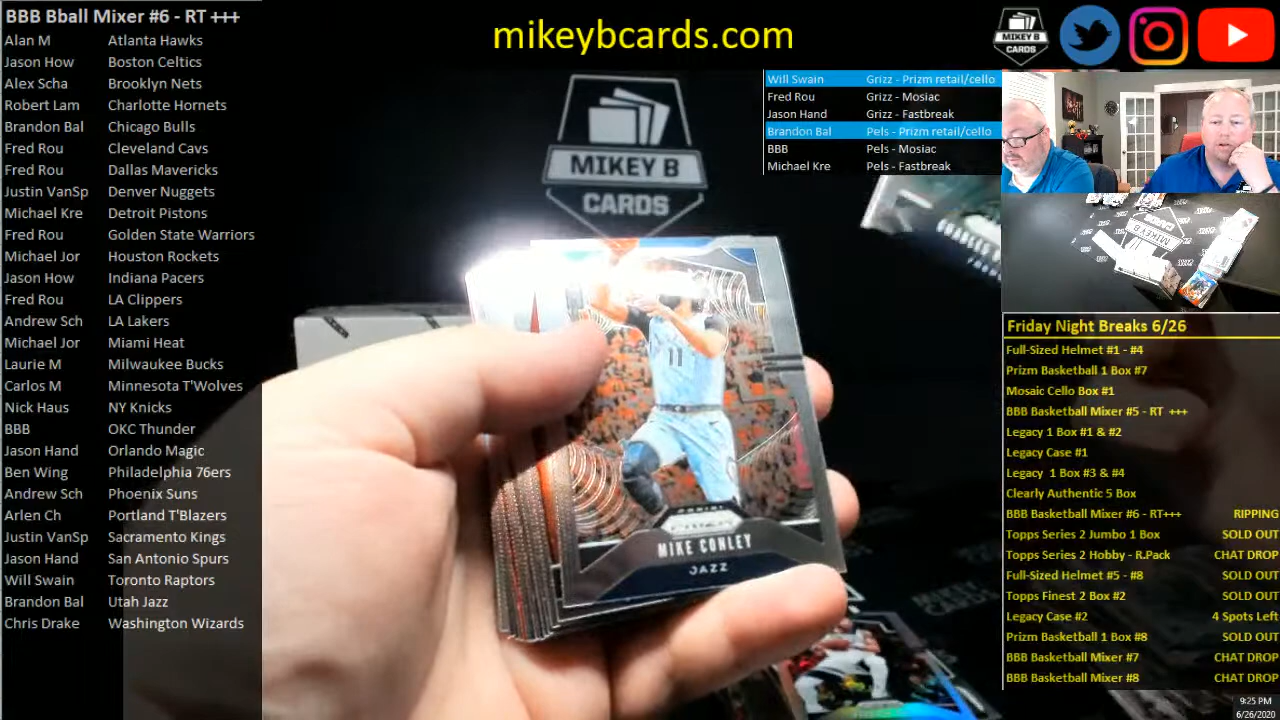 BBB Bball Mixer #6 - RT +++
Alan M Atlanta Hawks
Jason How Boston Celtics
Alex Scha Brooklyn Nets
Robert Lam Charlotte Hornets
Brandon Bal Chicago Bulls
Fred Rou Cleveland Cavs
Fred Rou Dallas Mavericks
Justin VanSp Denver Nuggets
Michael Kre Detroit Pistons
Fred Rou Golden State Warriors
Michael Jor Houston Rockets
Jason How Indiana Pacers
Fred Rou LA Clippers
Andrew Sch LA Lakers
Michael Jor Miami Heat
Laurie M Milwaukee Bucks
Carlos M Minnesota T'Wolves
Nick Haus NY Knicks
BBB OKC Thunder
Jason Hand Orlando Magic
Ben Wing Philadelphia 76ers
Andrew Sch Phoenix Suns
Arlen Ch Portland T'Blazers
Justin VanSp Sacramento Kings
Jason Hand San Antonio Spurs
Will Swain Toronto Raptors
Brandon Bal Utah Jazz
Chris Drake Washington Wizards
mikeybcards.com
MIKEY B
CARDS
MIKEY B
CARDS
Will Swain Grizz - Prizm retail/cello
Fred Rou Grizz - Mosiac
Jason Hand Grizz - Fastbreak
Brandon Bal Pels - Prizm retail/cello
BBB Pels - Mosiac
Michael Kre Pels - Fastbreak
11
PANINI
PRIZM
MIKE CONLEY
JAZZ
Friday Night Breaks 6/26
Full-Sized Helmet #1 - #4
Prizm Basketball 1 Box #7
Mosaic Cello Box #1
BBB Basketball Mixer #5 - RT +++
Legacy 1 Box #1 & #2
Legacy Case #1
Legacy 1 Box #3 & #4
Clearly Authentic 5 Box
BBB Basketball Mixer #6 - RT+++ RIPPING
Topps Series 2 Jumbo 1 Box SOLD OUT
Topps Series 2 Hobby - R.Pack CHAT DROP
Full-Sized Helmet #5 - #8 SOLD OUT
Topps Finest 2 Box #2 SOLD OUT
Legacy Case #2 4 Spots Left
Prizm Basketball 1 Box #8 SOLD OUT
BBB Basketball Mixer #7 CHAT DROP
BBB Basketball Mixer #8 CHAT DROP
9:25 PM
6/26/2020